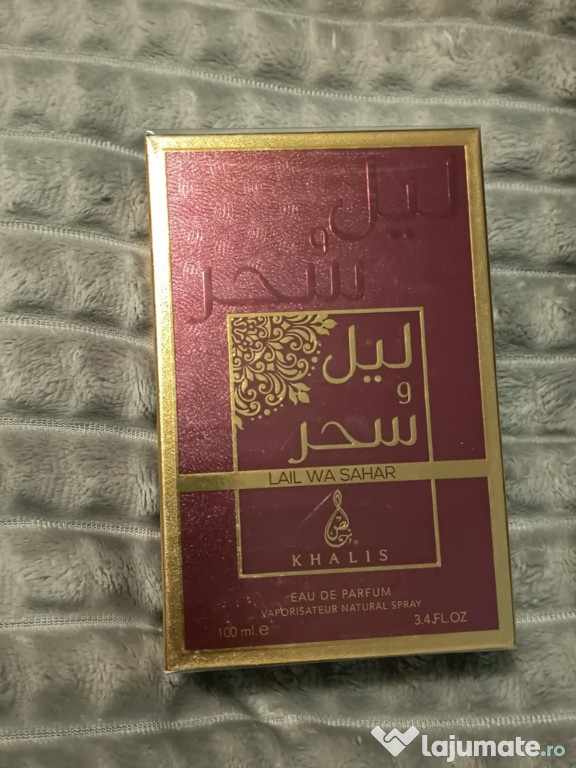 ليل
و
سحر
ليل
و
سحر
LAIL WA SAHAR
خالص
KHALIS
EAU DE PARFUM
VAPORISATEUR NATURAL SPRAY
100 ml.e 3.4.FL.OZ
lajumate.ro